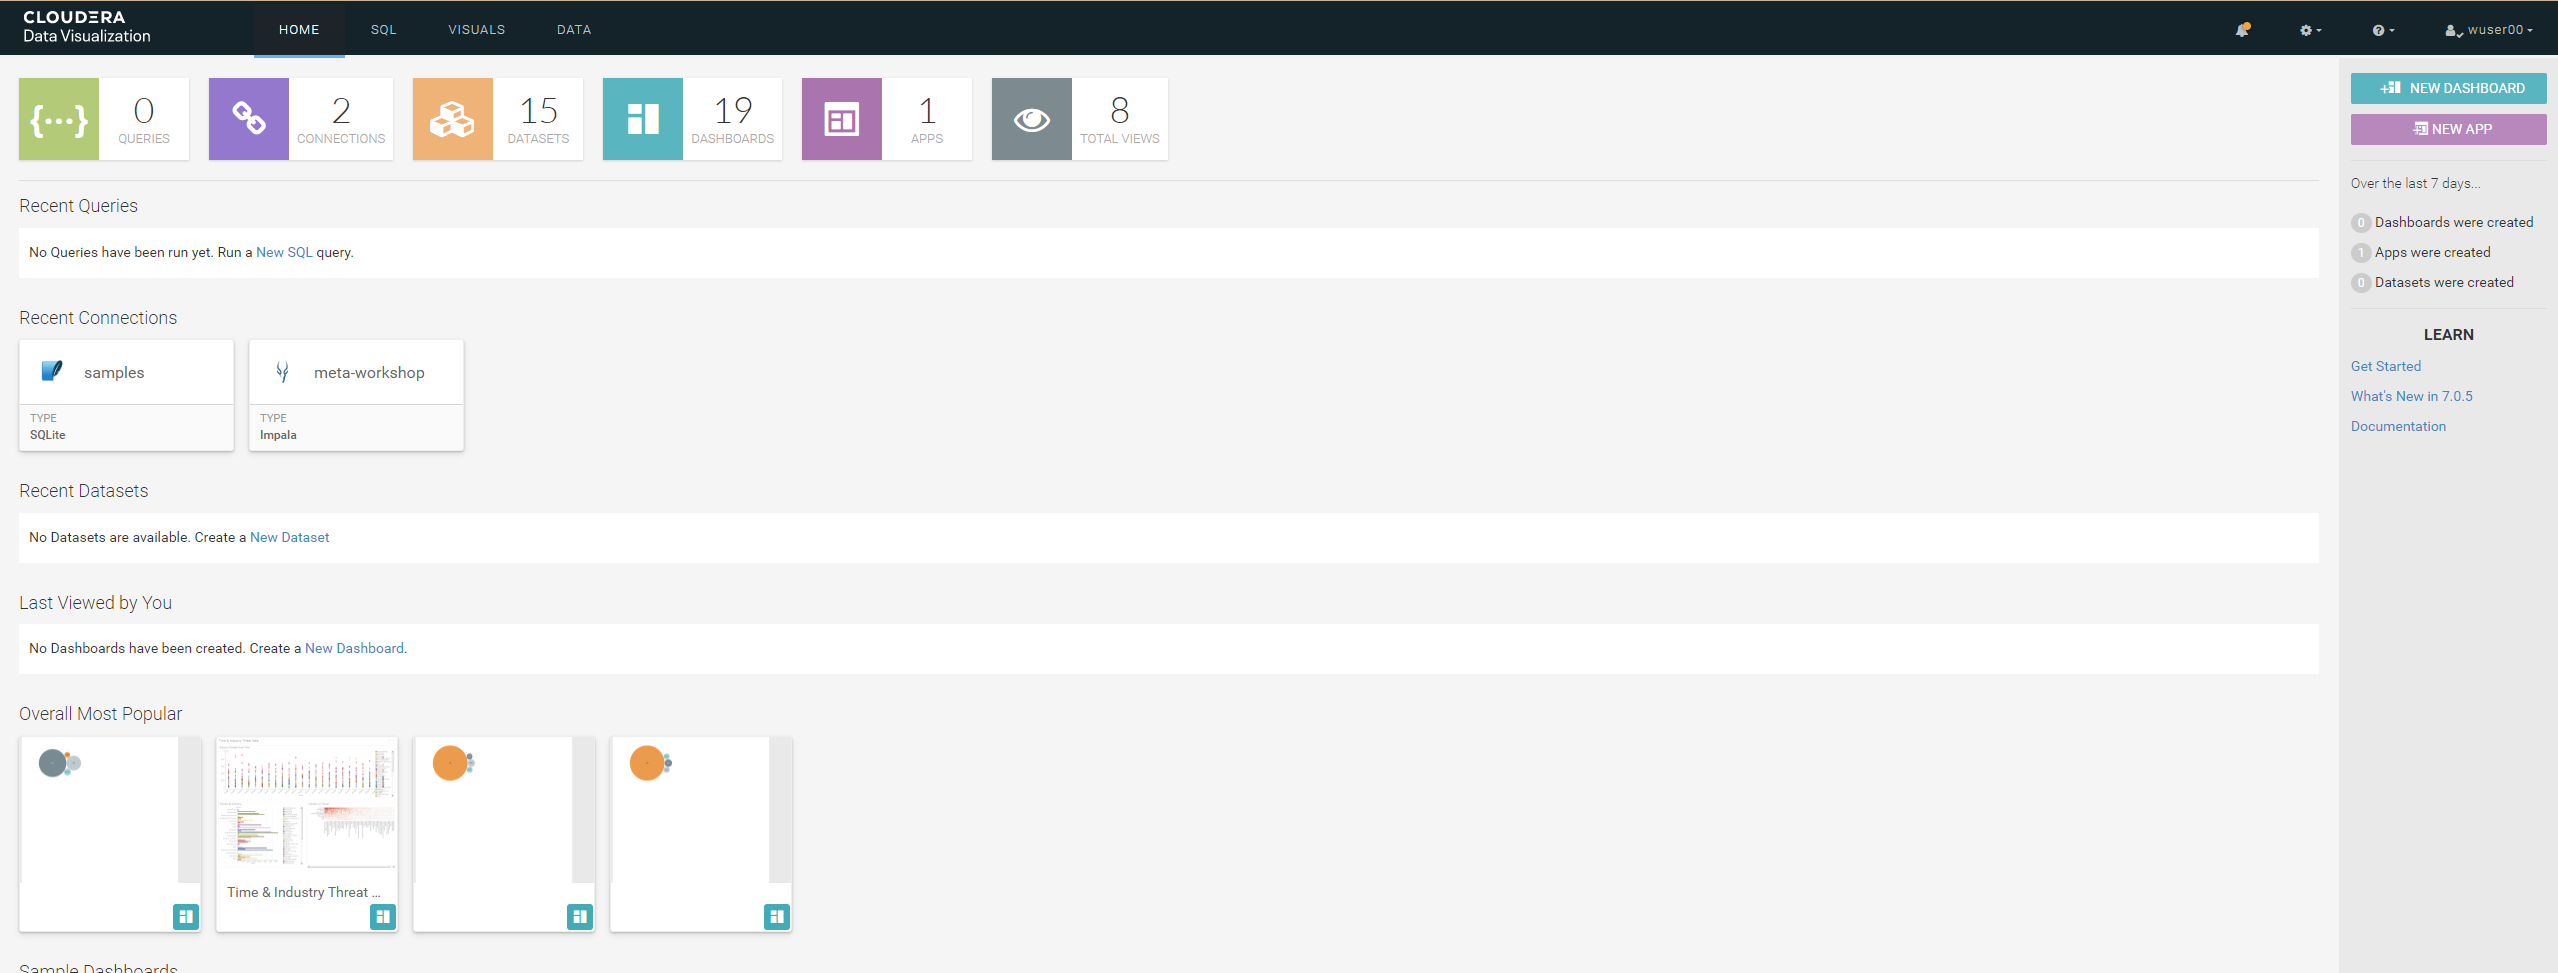 CLOUDERA
Data Visualization
HOME SQL VISUALS DATA
wuser00
0
QUERIES
2
CONNECTIONS
15
DATASETS
19
DASHBOARDS
1
APPS
8
TOTAL VIEWS
NEW DASHBOARD
NEW APP
Over the last 7 days...
0 Dashboards were created
1 Apps were created
0 Datasets were created
LEARN
Get Started
What's New in 7.0.5
Documentation
Recent Queries
No Queries have been run yet. Run a New SQL query.
Recent Connections
samples
TYPE
SQLite
meta-workshop
TYPE
Impala
Recent Datasets
No Datasets are available. Create a New Dataset
Last Viewed by You
No Dashboards have been created. Create a New Dashboard.
Overall Most Popular
Time & Industry Threat ...
Sample Dashboards